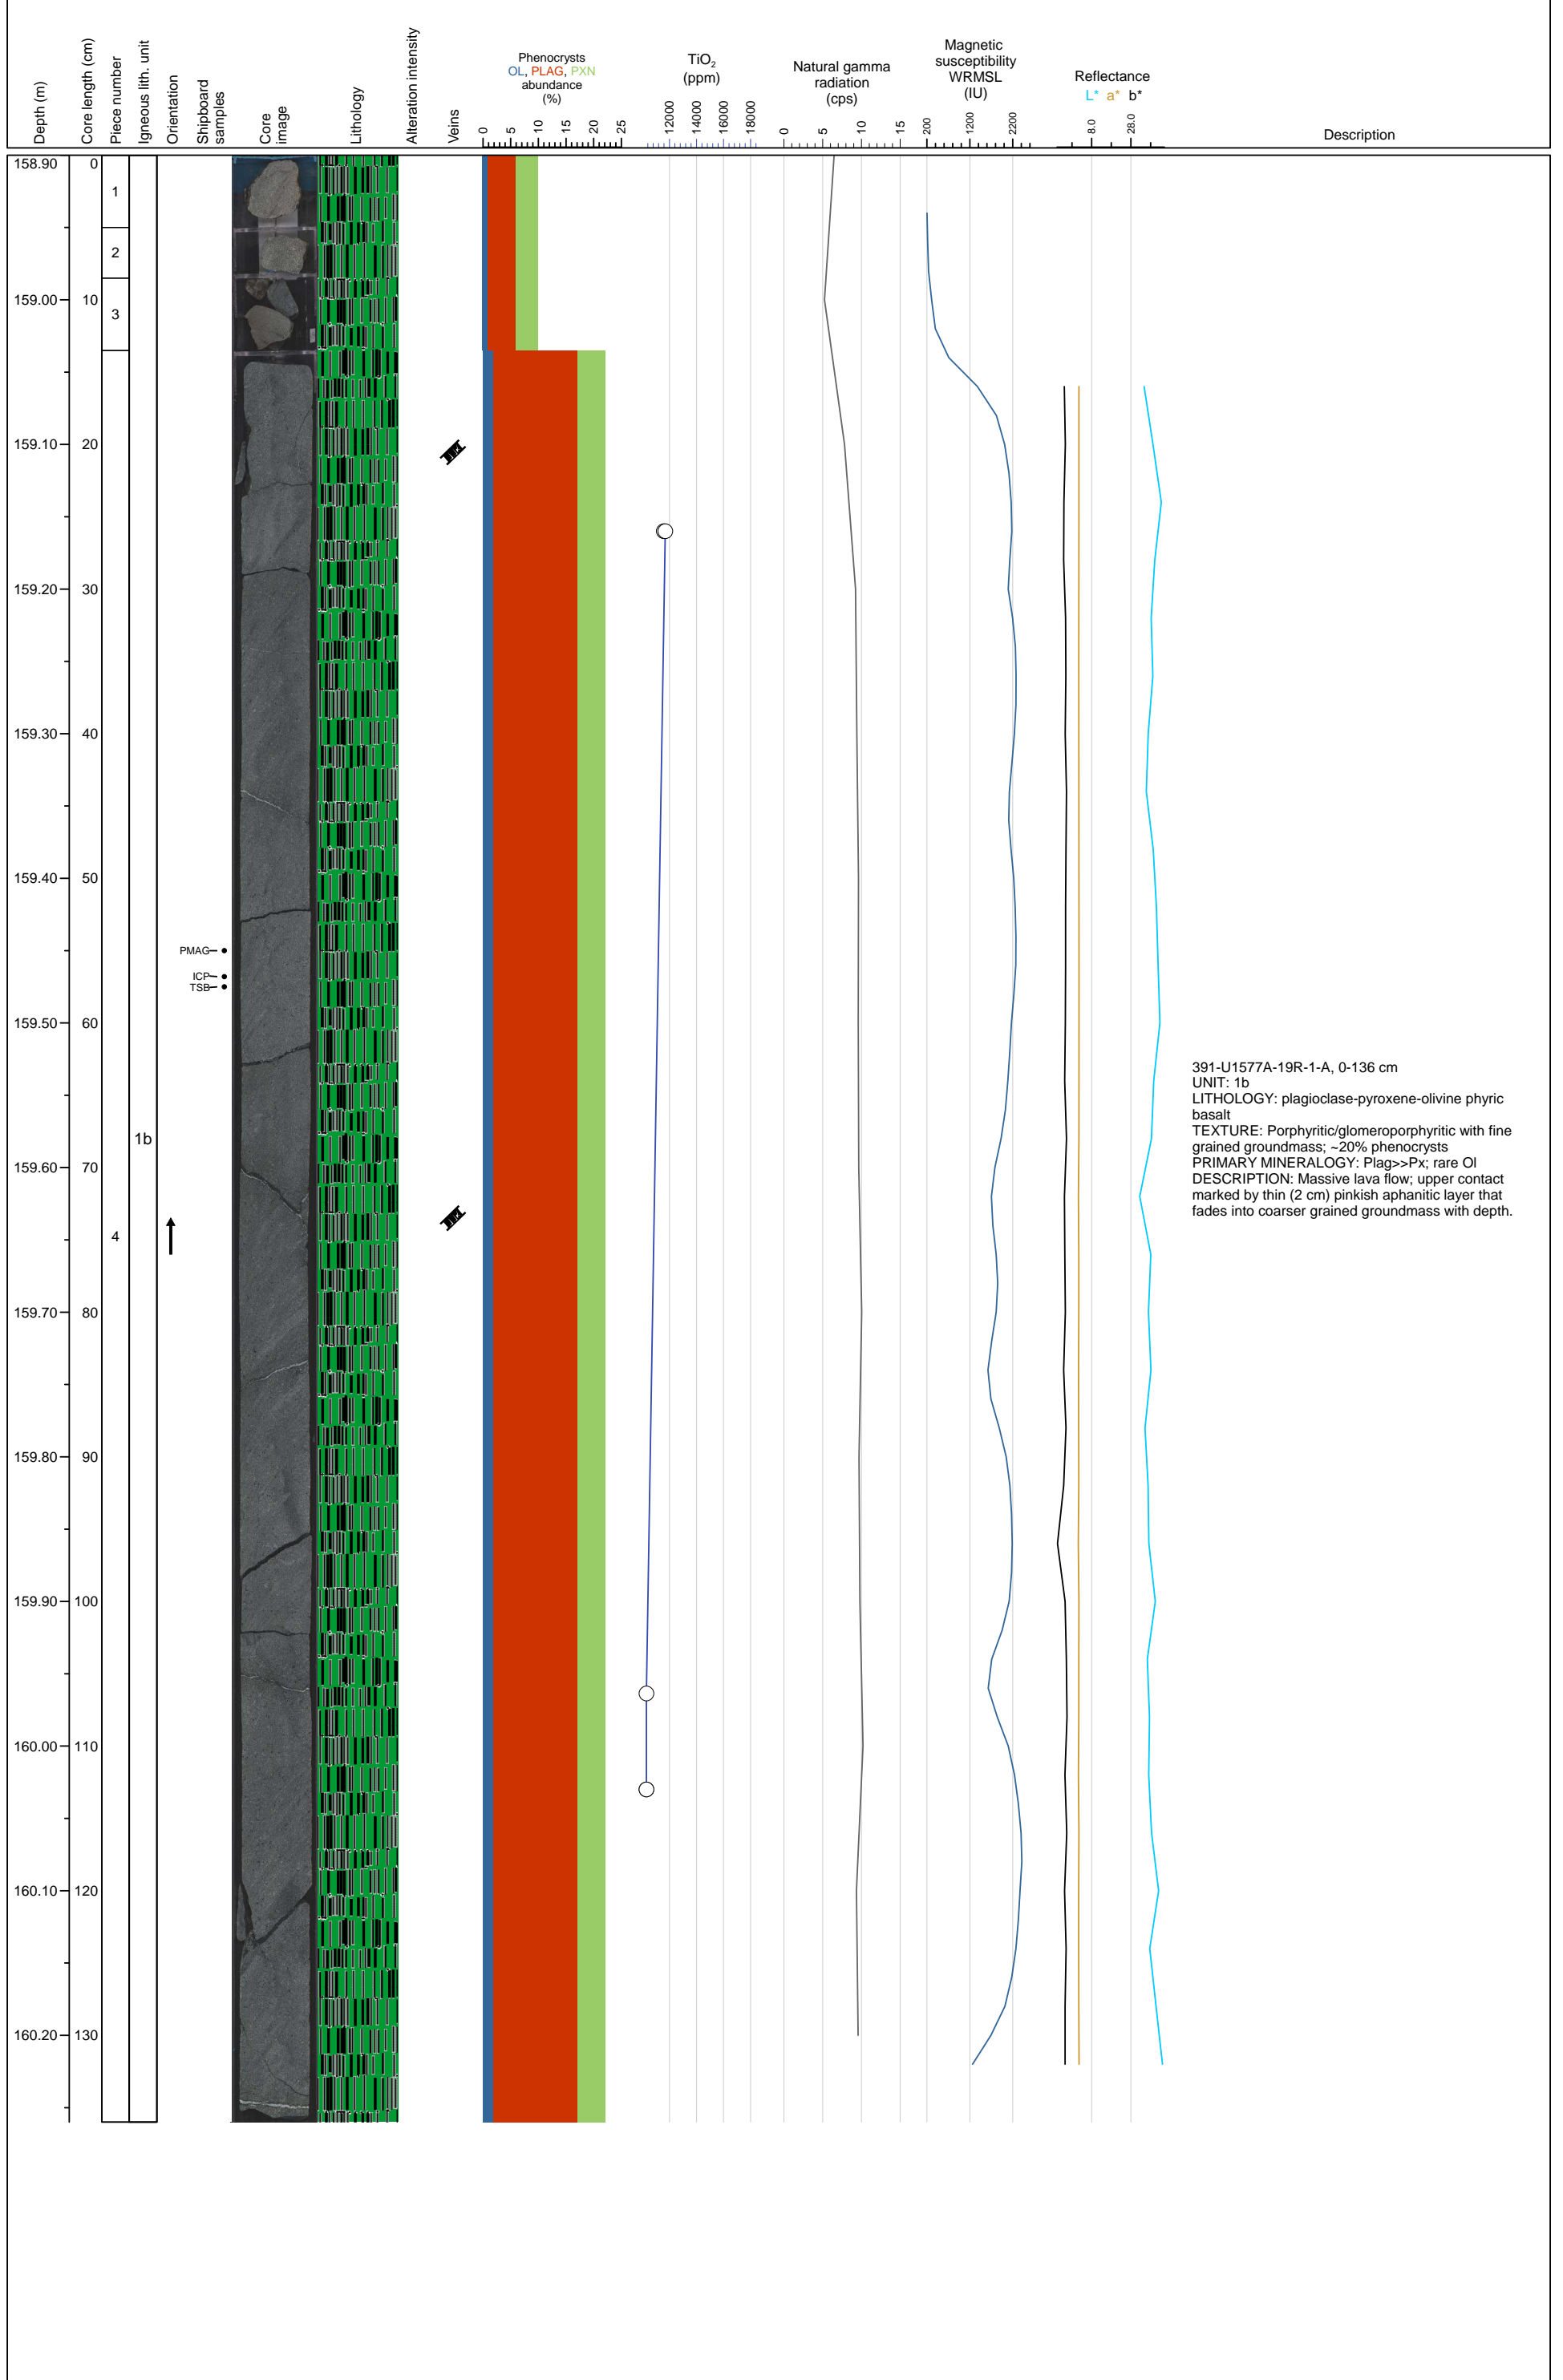 Depth (m)
Core length (cm)
Piece number
Igneous lith. unit
Orientation
Shipboard
samples
Core
image
Lithology
Alteration intensity
Veins
Phenocrysts
OL, PLAG, PXN
abundance
(%)
0 5 10 15 20 25
TiO₂
(ppm)
12000 14000 16000 18000
Natural gamma
radiation
(cps)
0 5 10 15
Magnetic
susceptibility
WRMSL
(IU)
200 1200 2200
Reflectance
L* a* b*
8.0 28.0
Description
158.90 0
1
2
159.00 10
3
159.10 20
159.20 30
159.30 40
159.40 50
PMAG
ICP
TSB
159.50 60
1b
159.60 70
4
159.70 80
159.80 90
159.90 100
160.00 110
160.10 120
160.20 130
391-U1577A-19R-1-A, 0-136 cm
UNIT: 1b
LITHOLOGY: plagioclase-pyroxene-olivine phyric
basalt
TEXTURE: Porphyritic/glomeroporphyritic with fine
grained groundmass; ~20% phenocrysts
PRIMARY MINERALOGY: Plag>>Px; rare Ol
DESCRIPTION: Massive lava flow; upper contact
marked by thin (2 cm) pinkish aphanitic layer that
fades into coarser grained groundmass with depth.